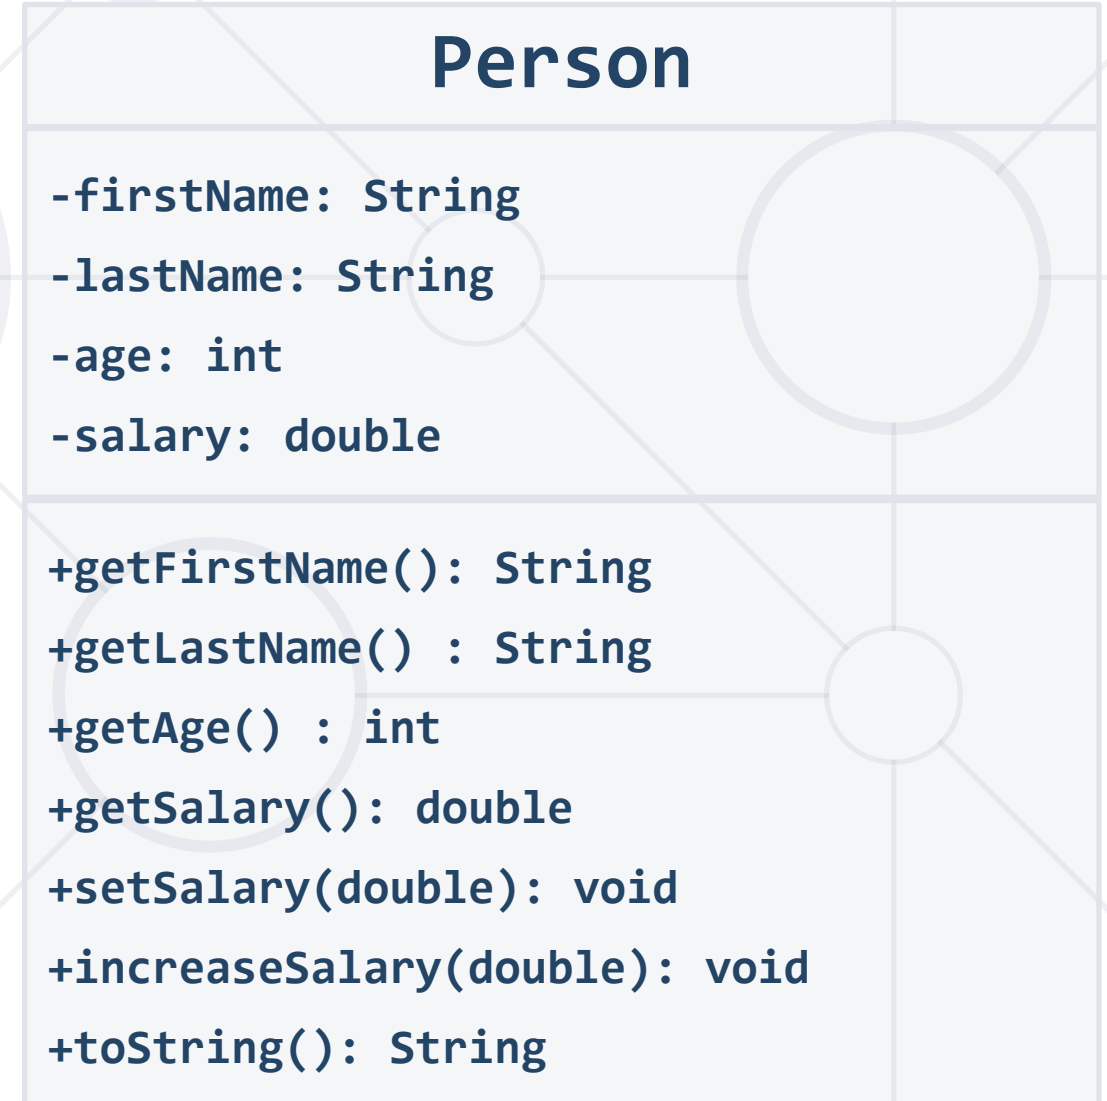 Person
-firstName: String
-lastName: String
-age: int
-salary: double
+getFirstName(): String
+getLastName() : String
+getAge() : int
+getSalary(): double
+setSalary(double): void
+increaseSalary(double): void
+toString(): String